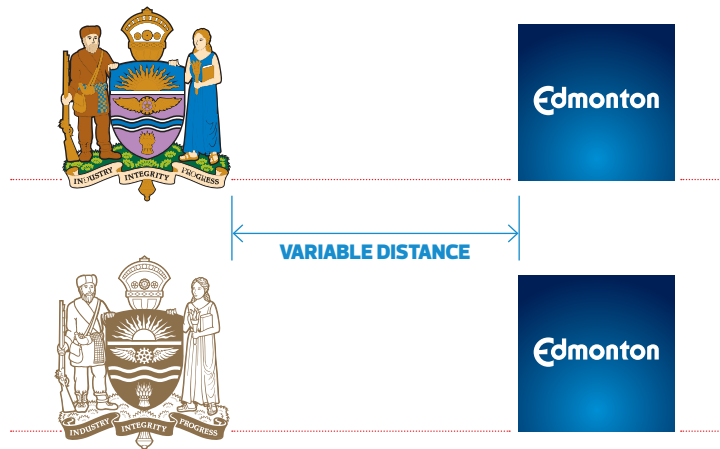 Edmonton
INDUSTRY INTEGRITY PROGRESS
VARIABLE DISTANCE
Edmonton
INDUSTRY INTEGRITY PROGRESS